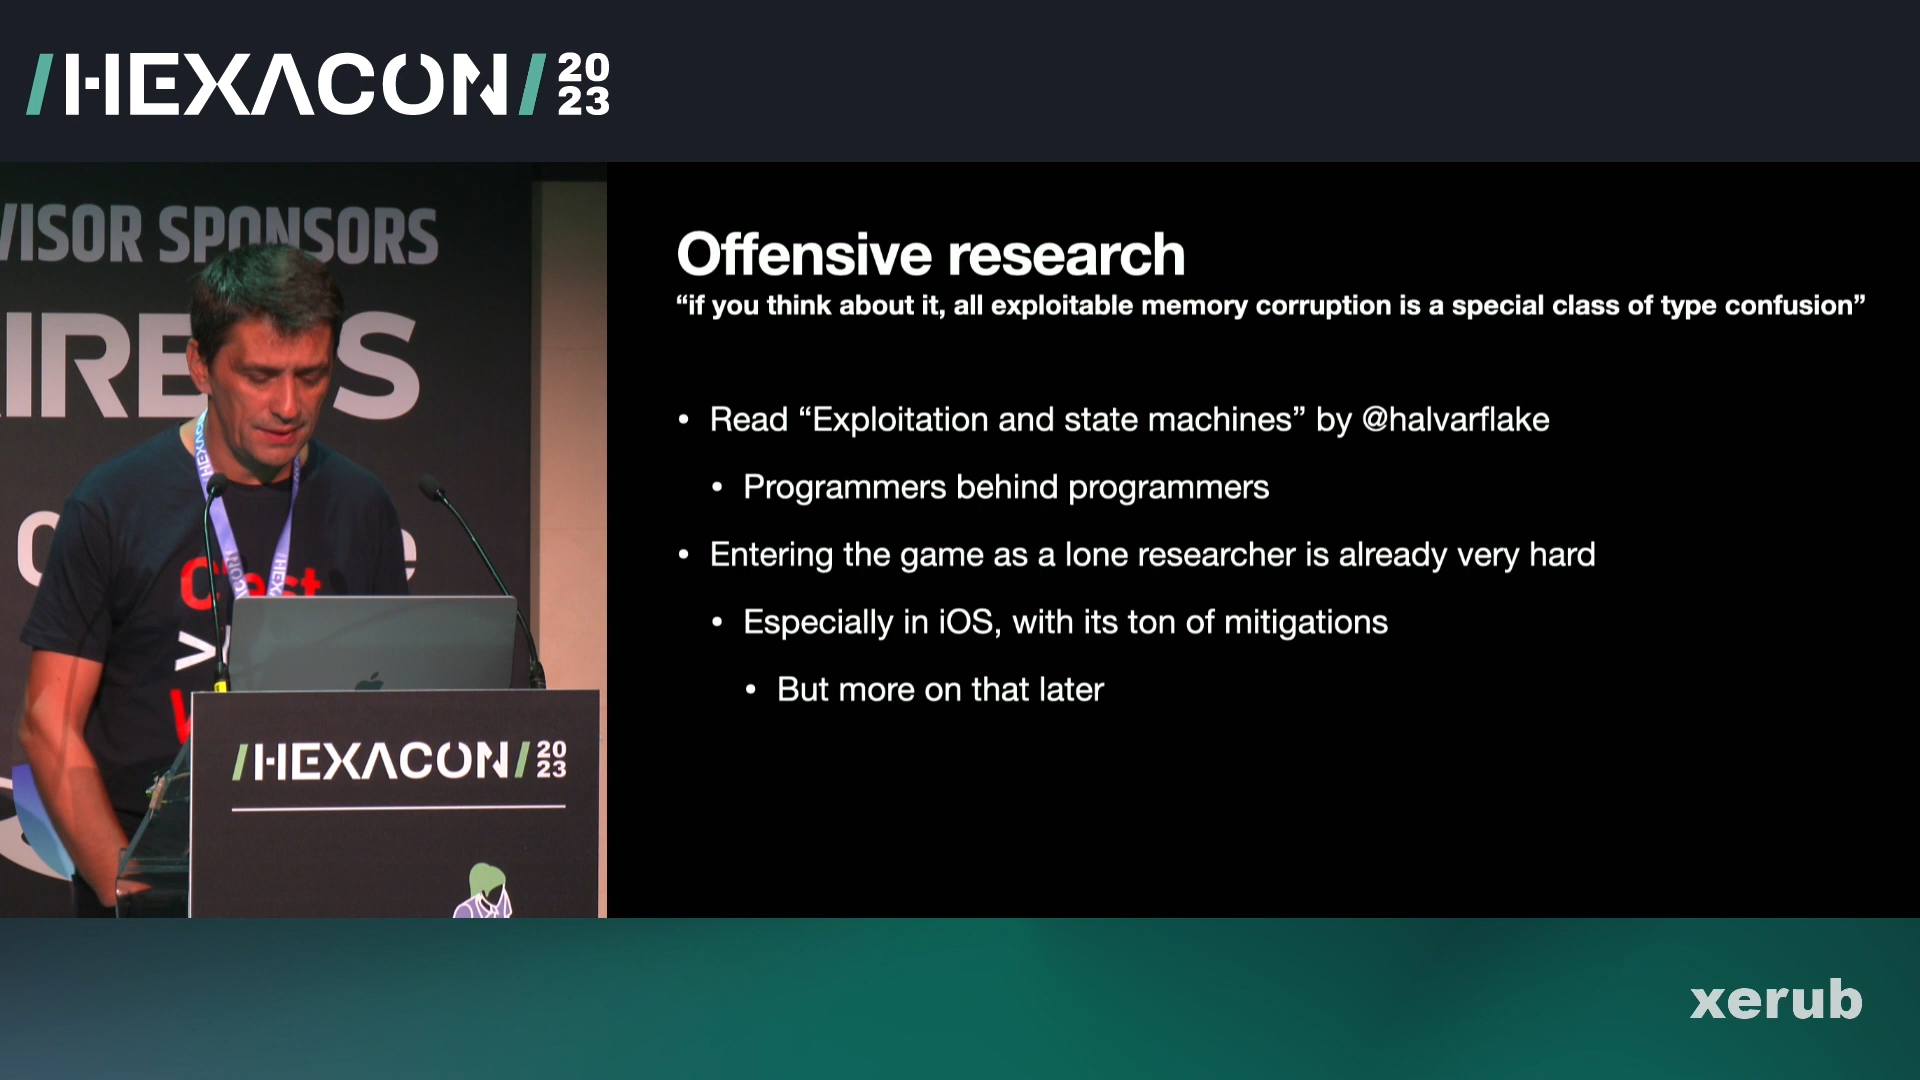 /HEXACON/ 20
23
VISOR SPONSORS
C'est
Offensive research
“if you think about it, all exploitable memory corruption is a special class of type confusion”
• Read “Exploitation and state machines” by @halvarflake
• Programmers behind programmers
• Entering the game as a lone researcher is already very hard
• Especially in iOS, with its ton of mitigations
• But more on that later
/HEXACON/ 20
23
xerub